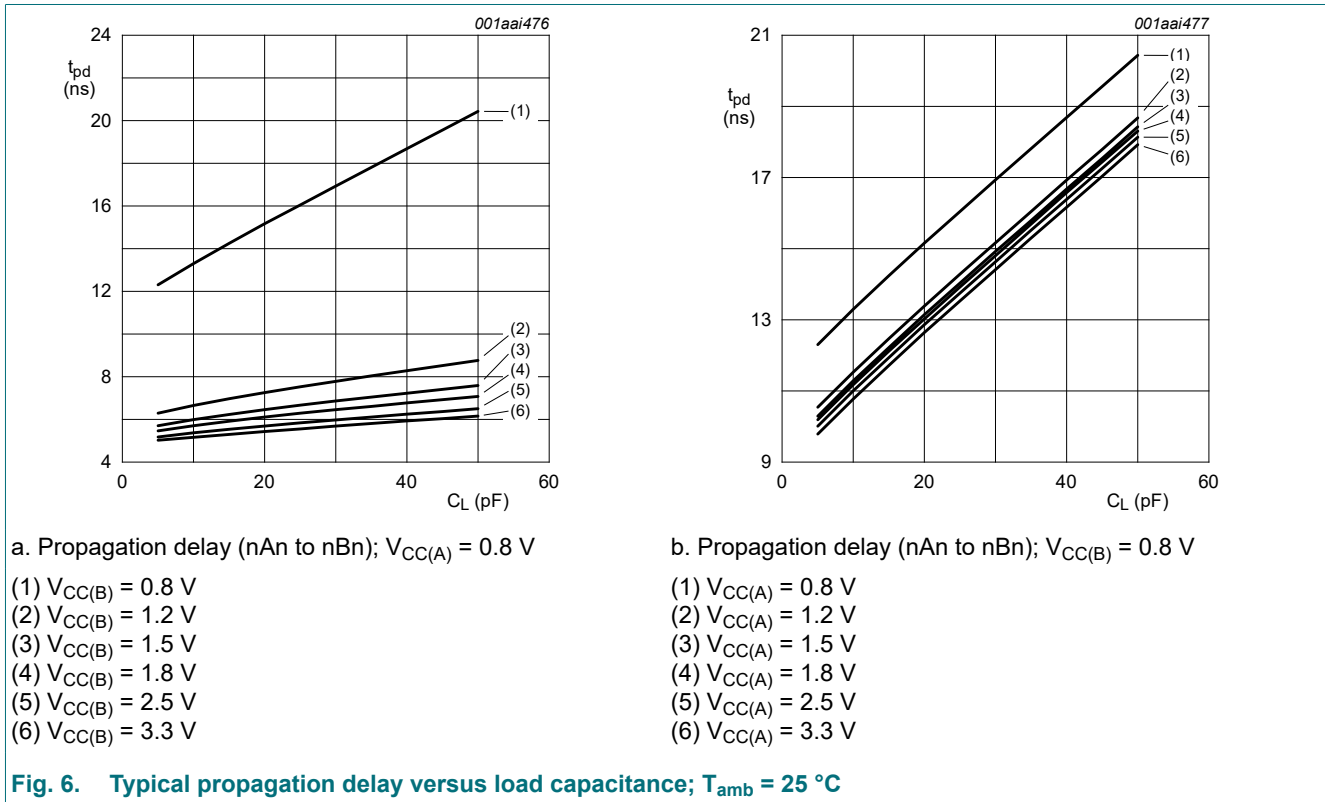 001aai476
24
20
16
12
8
4
tpd
(ns)
0
20
40
60
CL (pF)
(1)
(2)
(3)
(4)
(5)
(6)
a. Propagation delay (nAn to nBn); VCC(A) = 0.8 V
(1) VCC(B) = 0.8 V
(2) VCC(B) = 1.2 V
(3) VCC(B) = 1.5 V
(4) VCC(B) = 1.8 V
(5) VCC(B) = 2.5 V
(6) VCC(B) = 3.3 V
001aai477
21
17
13
9
tpd
(ns)
0
20
40
60
CL (pF)
(1)
(2)
(3)
(4)
(5)
(6)
b. Propagation delay (nAn to nBn); VCC(B) = 0.8 V
(1) VCC(A) = 0.8 V
(2) VCC(A) = 1.2 V
(3) VCC(A) = 1.5 V
(4) VCC(A) = 1.8 V
(5) VCC(A) = 2.5 V
(6) VCC(A) = 3.3 V
Fig. 6. Typical propagation delay versus load capacitance; Tamb = 25 °C